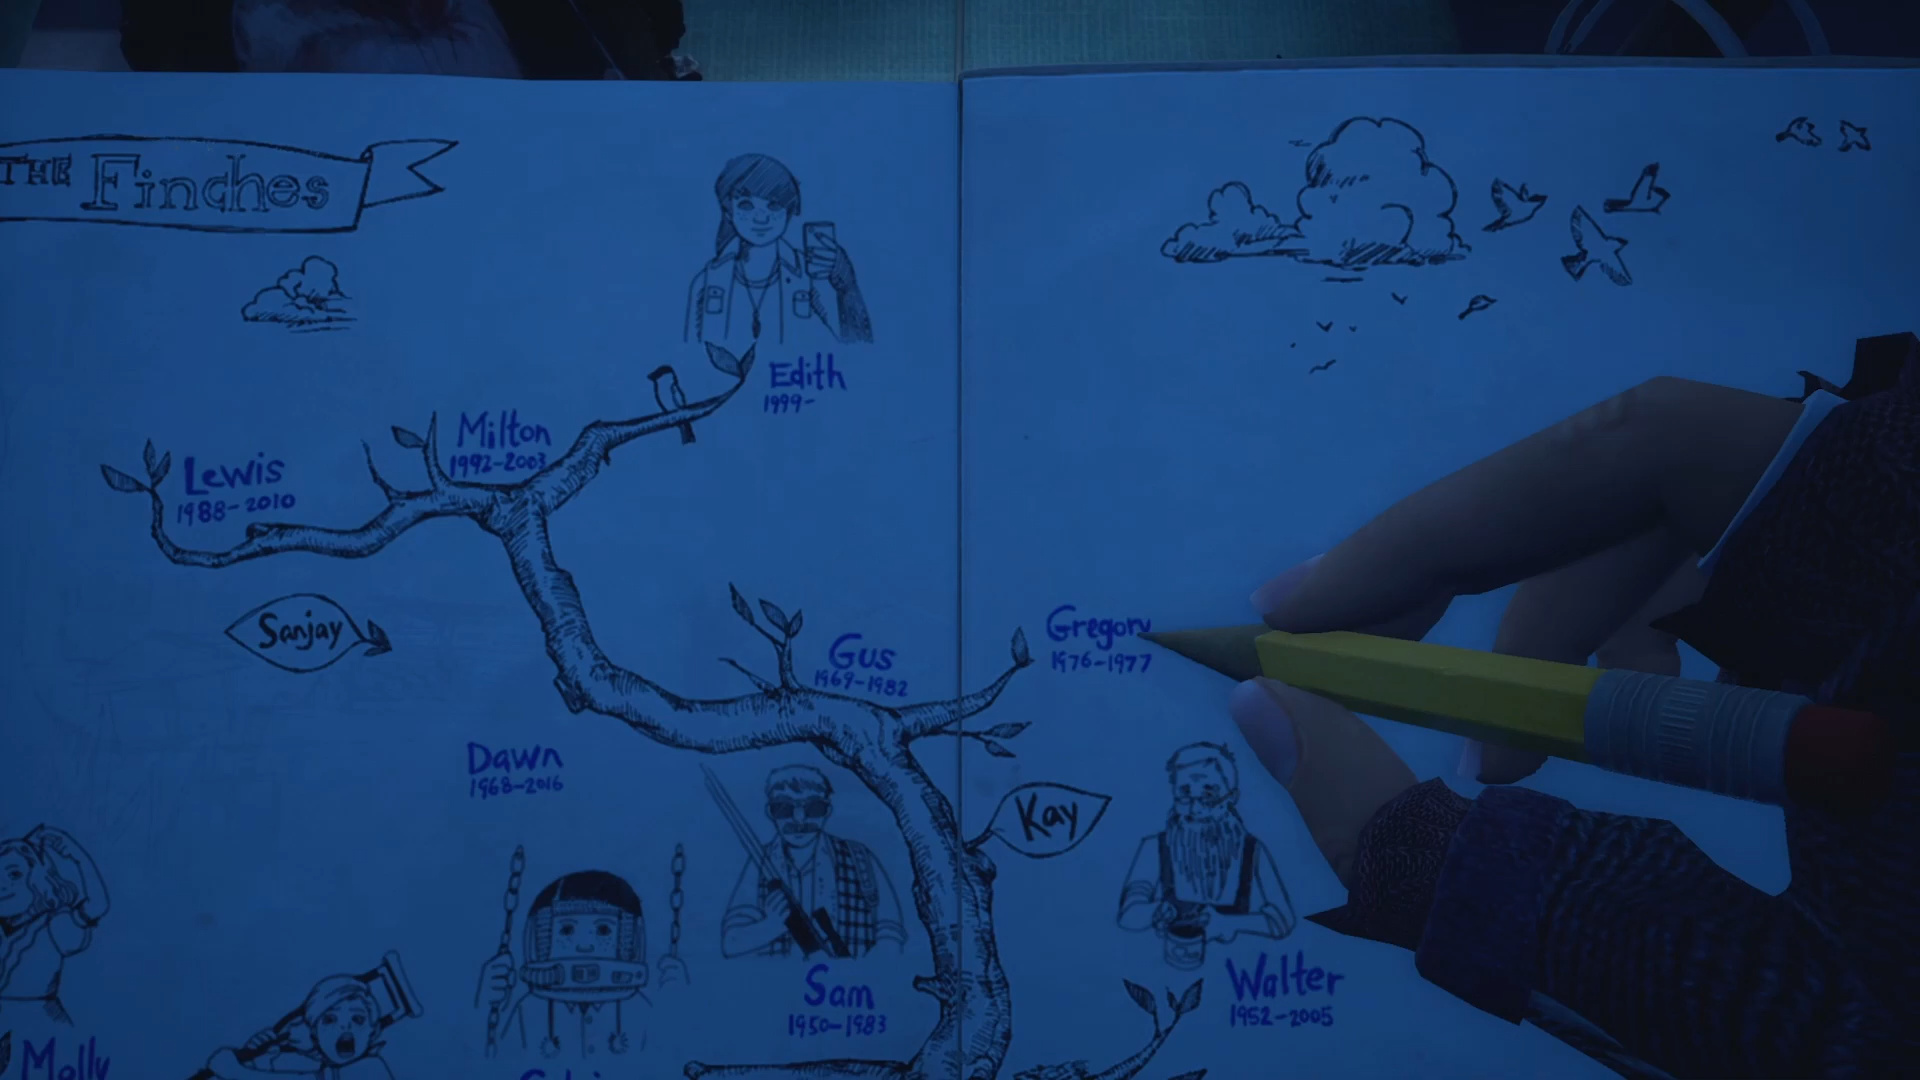 THE Finches
Edith
1999-
Milton
1992-2003
Lewis
1988-2010
Sanjay
Gregory
1976-1977
Gus
1969-1982
Dawn
1968-2016
Kay
Sam
1950-1983
Walter
1952-2005
Molly